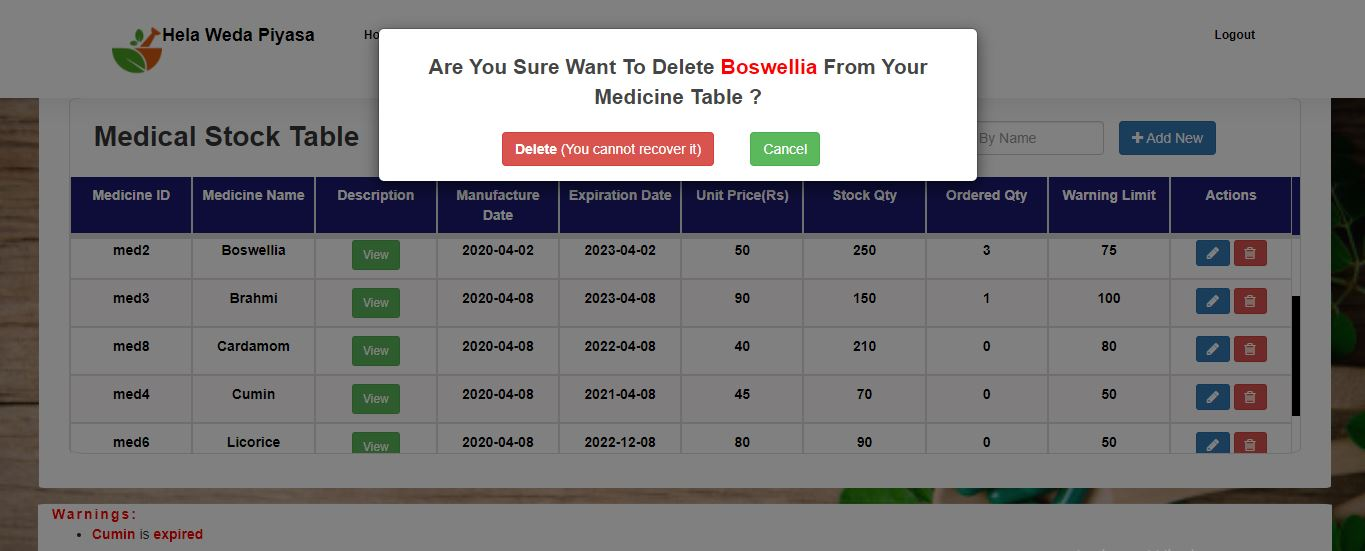 Hela Weda Piyasa
Logout
Are You Sure Want To Delete Boswellia From Your
Medicine Table ?
Delete (You cannot recover it)
Cancel
Medical Stock Table
By Name
Add New
Medicine ID Medicine Name Description Manufacture Date Expiration Date Unit Price(Rs) Stock Qty Ordered Qty Warning Limit Actions
med2 Boswellia View 2020-04-02 2023-04-02 50 250 3 75
med3 Brahmi View 2020-04-08 2023-04-08 90 150 1 100
med8 Cardamom View 2020-04-08 2022-04-08 40 210 0 80
med4 Cumin View 2020-04-08 2021-04-08 45 70 0 50
med6 Licorice View 2020-04-08 2022-12-08 80 90 0 50
Warnings:
Cumin is expired